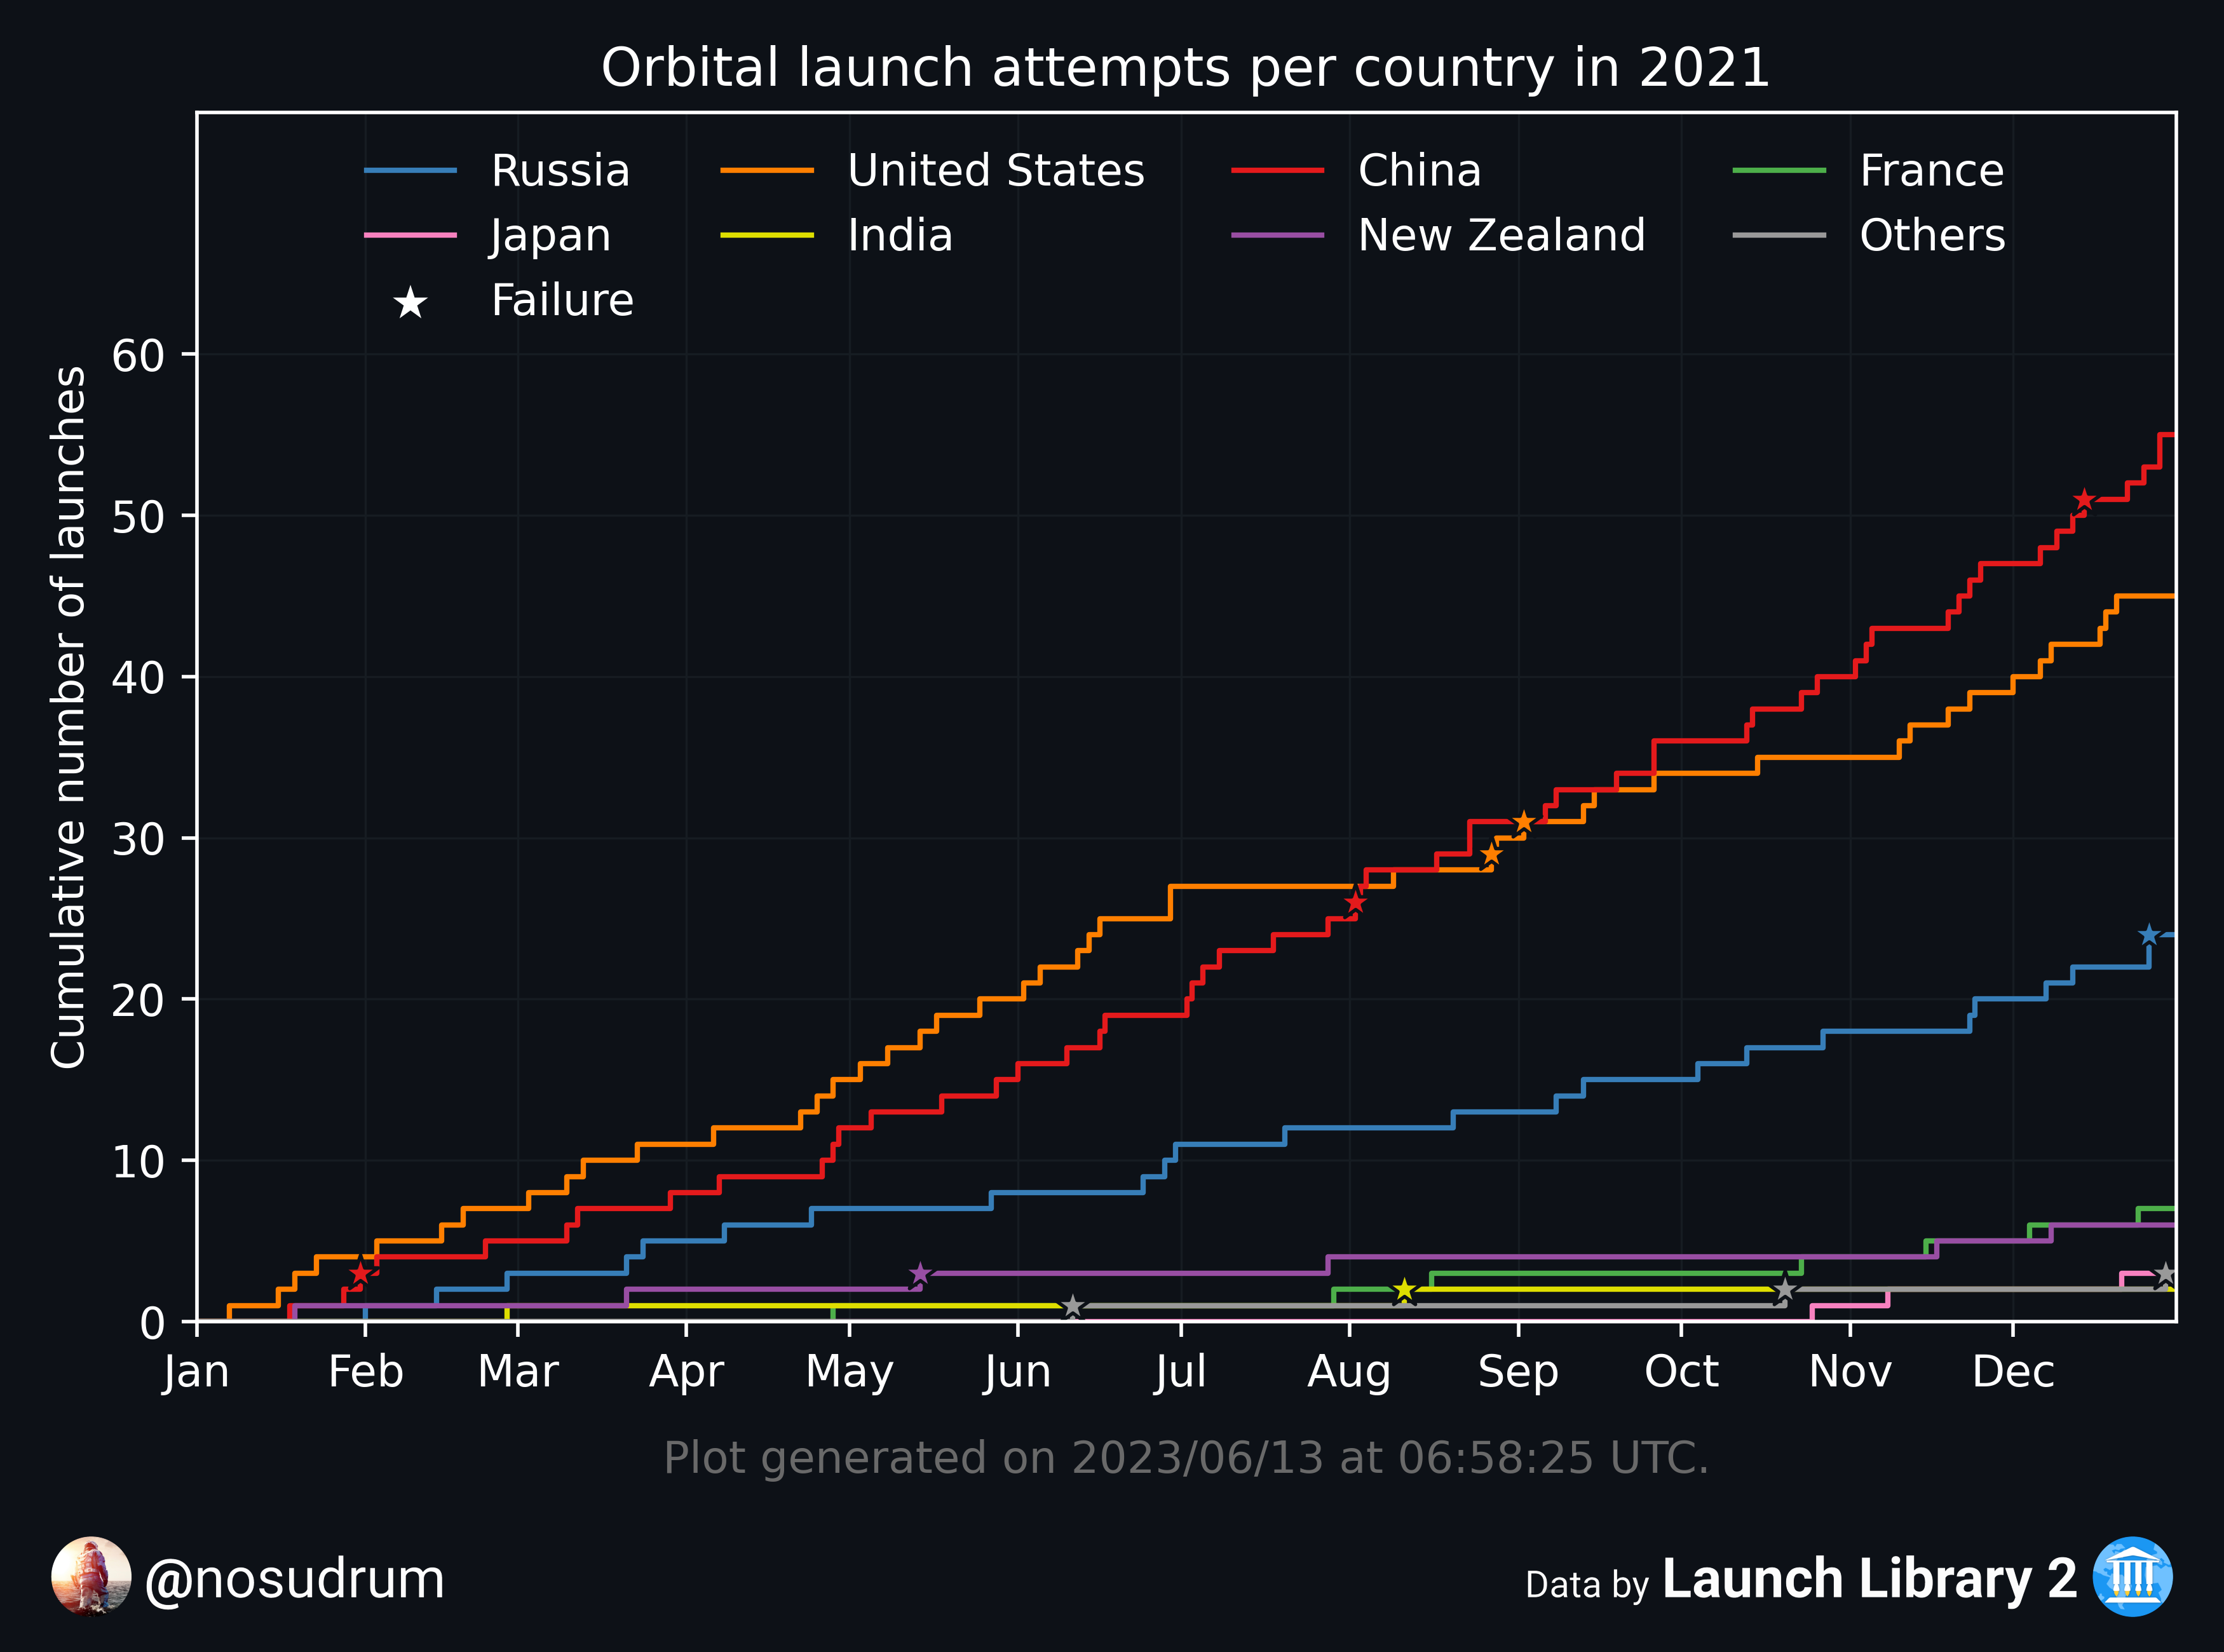 Orbital launch attempts per country in 2021
Russia United States China France
Japan India New Zealand Others
Failure
Cumulative number of launches
60
50
40
30
20
10
0
Jan Feb Mar Apr May Jun Jul Aug Sep Oct Nov Dec
Plot generated on 2023/06/13 at 06:58:25 UTC.
@nosudrum
Data by Launch Library 2